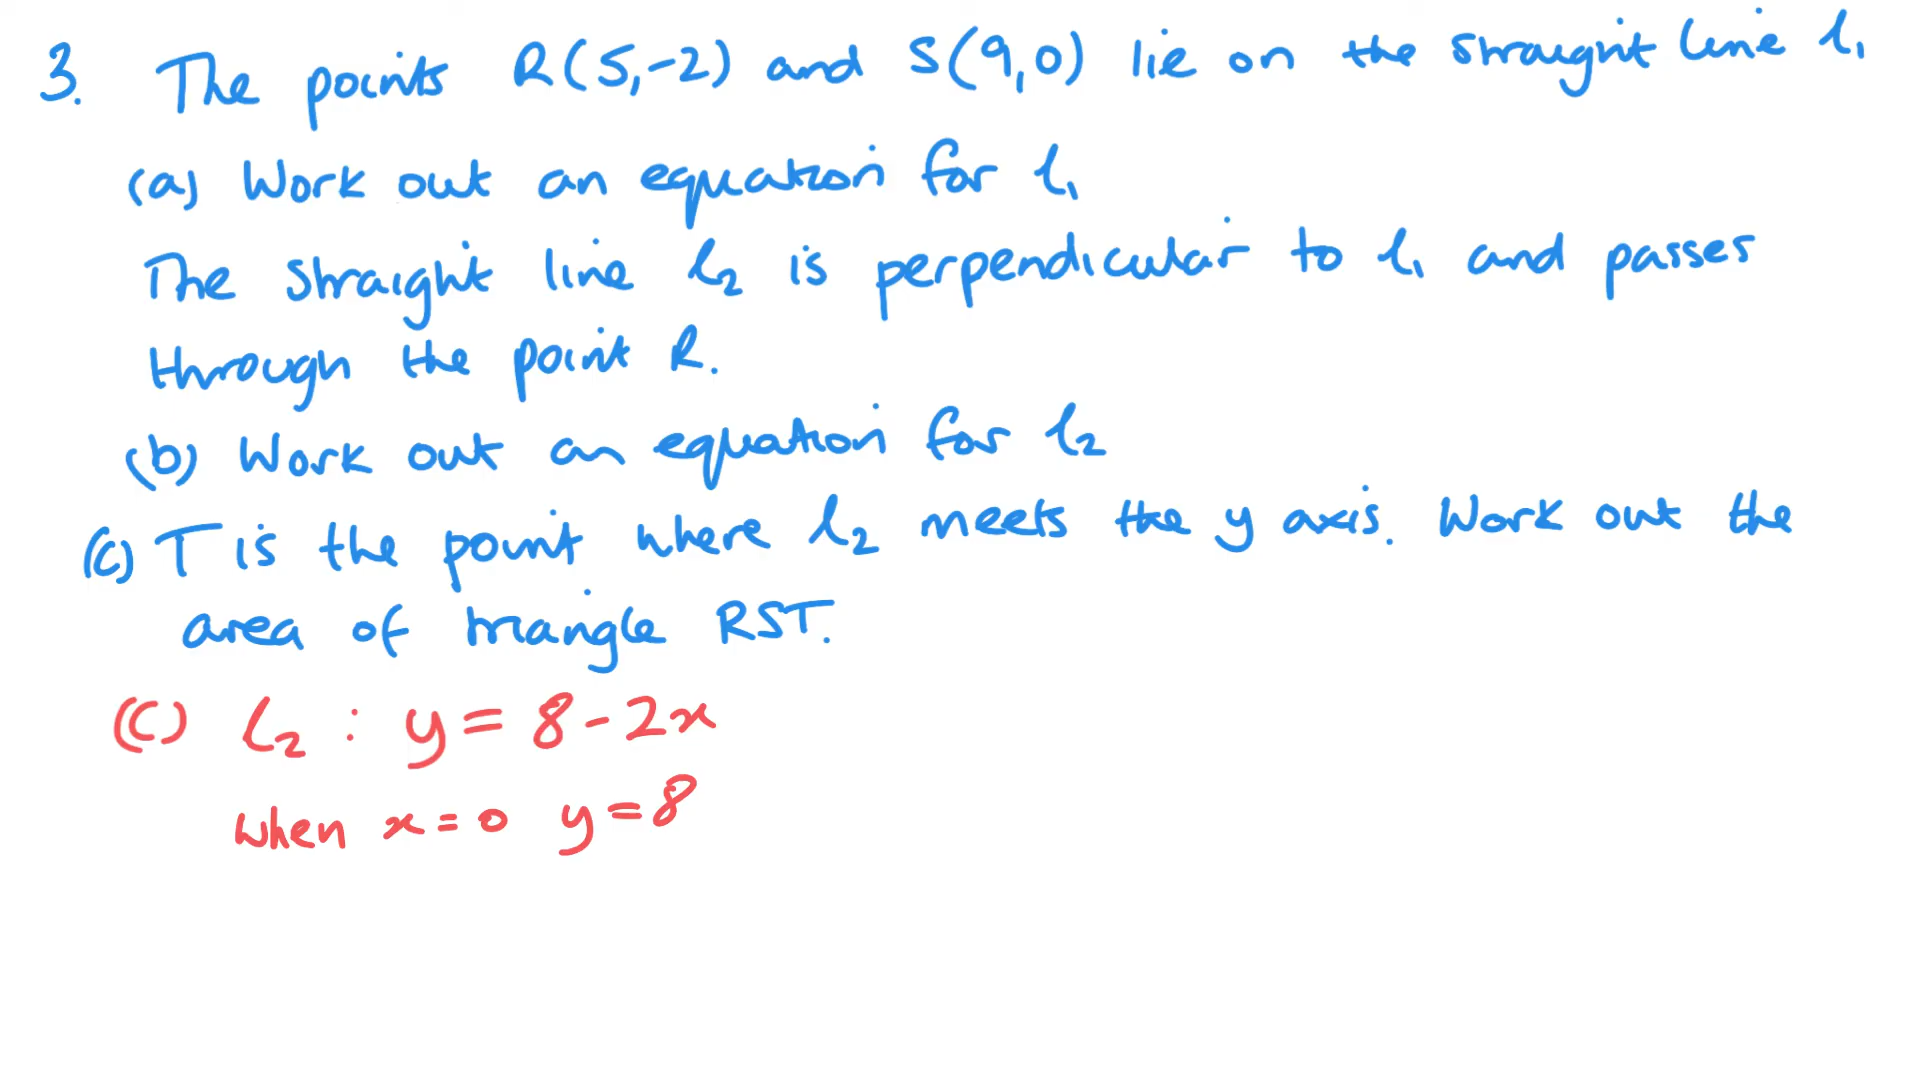 3. The points R(5,-2) and S(9,0) lie on the straight line l₁
(a) Work out an equation for l₁
The straight line l₂ is perpendicular to l₁ and passes
through the point R.
(b) Work out an equation for l₂
(c) T is the point where l₂ meets the y axis. Work out the
area of triangle RST.
(c) l₂ : y = 8 - 2x
when x = 0 y = 8